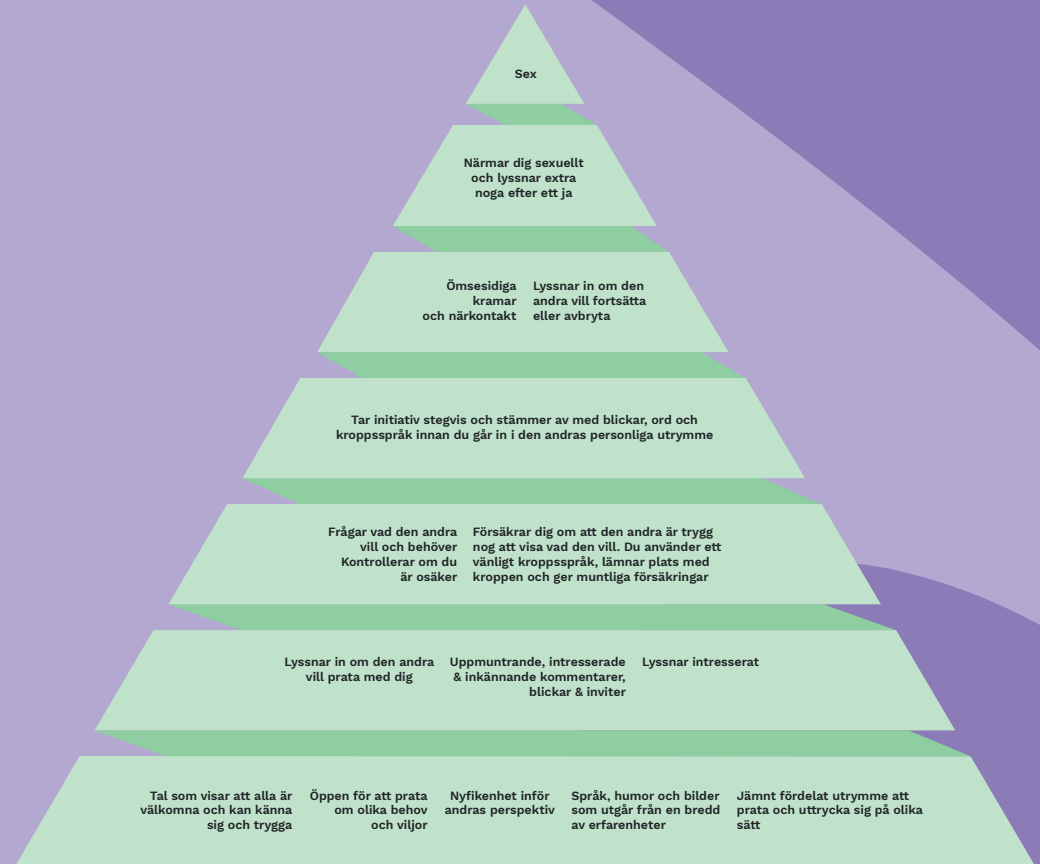 Sex
Närmar dig sexuellt
och lyssnar extra
noga efter ett ja
Ömsesidiga
kramar
och närkontakt
Lyssnar in om den
andra vill fortsätta
eller avbryta
Tar initiativ stegvis och stämmer av med blickar, ord och
kroppsspråk innan du går in i den andras personliga utrymme
Frågar vad den andra
vill och behöver
Kontrollerar om du
är osäker
Försäkrar dig om att den andra är trygg
nog att visa vad den vill. Du använder ett
vänligt kroppsspråk, lämnar plats med
kroppen och ger muntliga försäkringar
Lyssnar in om den andra
vill prata med dig
Uppmuntrande, intresserade
& inkännande kommentarer,
blickar & inviter
Lyssnar intresserat
Tal som visar att alla är
välkomna och kan känna
sig och trygga
Öppen för att prata
om olika behov
och viljor
Nyfikenhet inför
andras perspektiv
Språk, humor och bilder
som utgår från en bredd
av erfarenheter
Jämnt fördelat utrymme att
prata och uttrycka sig på olika
sätt